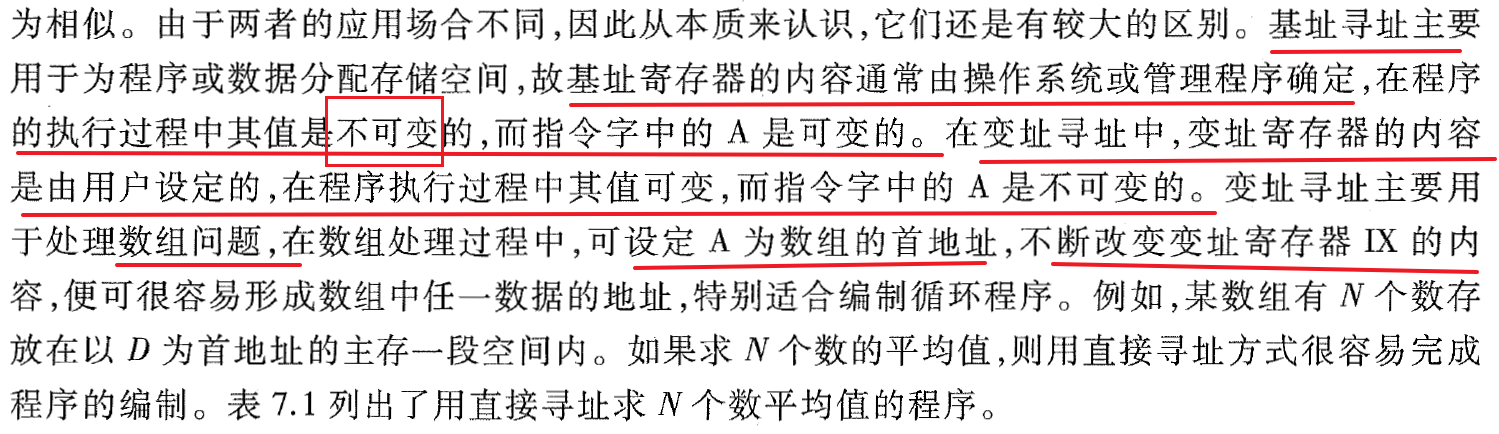 为相似。由于两者的应用场合不同,因此从本质来认识,它们还是有较大的区别。基址寻址主要
用于为程序或数据分配存储空间,故基址寄存器的内容通常由操作系统或管理程序确定,在程序
的执行过程中其值是不可变的,而指令字中的 A 是可变的。在变址寻址中,变址寄存器的内容
是由用户设定的,在程序执行过程中其值可变,而指令字中的 A 是不可变的。变址寻址主要用
于处理数组问题,在数组处理过程中,可设定 A 为数组的首地址,不断改变变址寄存器 IX 的内
容,便可很容易形成数组中任一数据的地址,特别适合编制循环程序。例如,某数组有 N 个数存
放在以 D 为首地址的主存一段空间内。如果求 N 个数的平均值,则用直接寻址方式很容易完成
程序的编制。表 7.1 列出了用直接寻址求 N 个数平均值的程序。